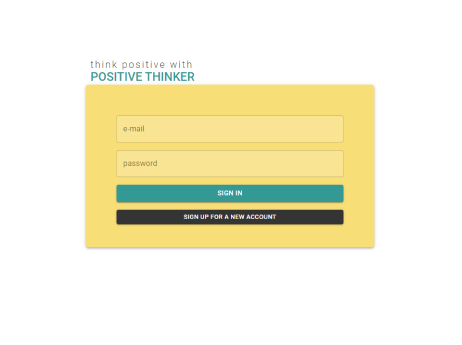 think positive with
POSITIVE THINKER
e-mail
password
SIGN IN
SIGN UP FOR A NEW ACCOUNT